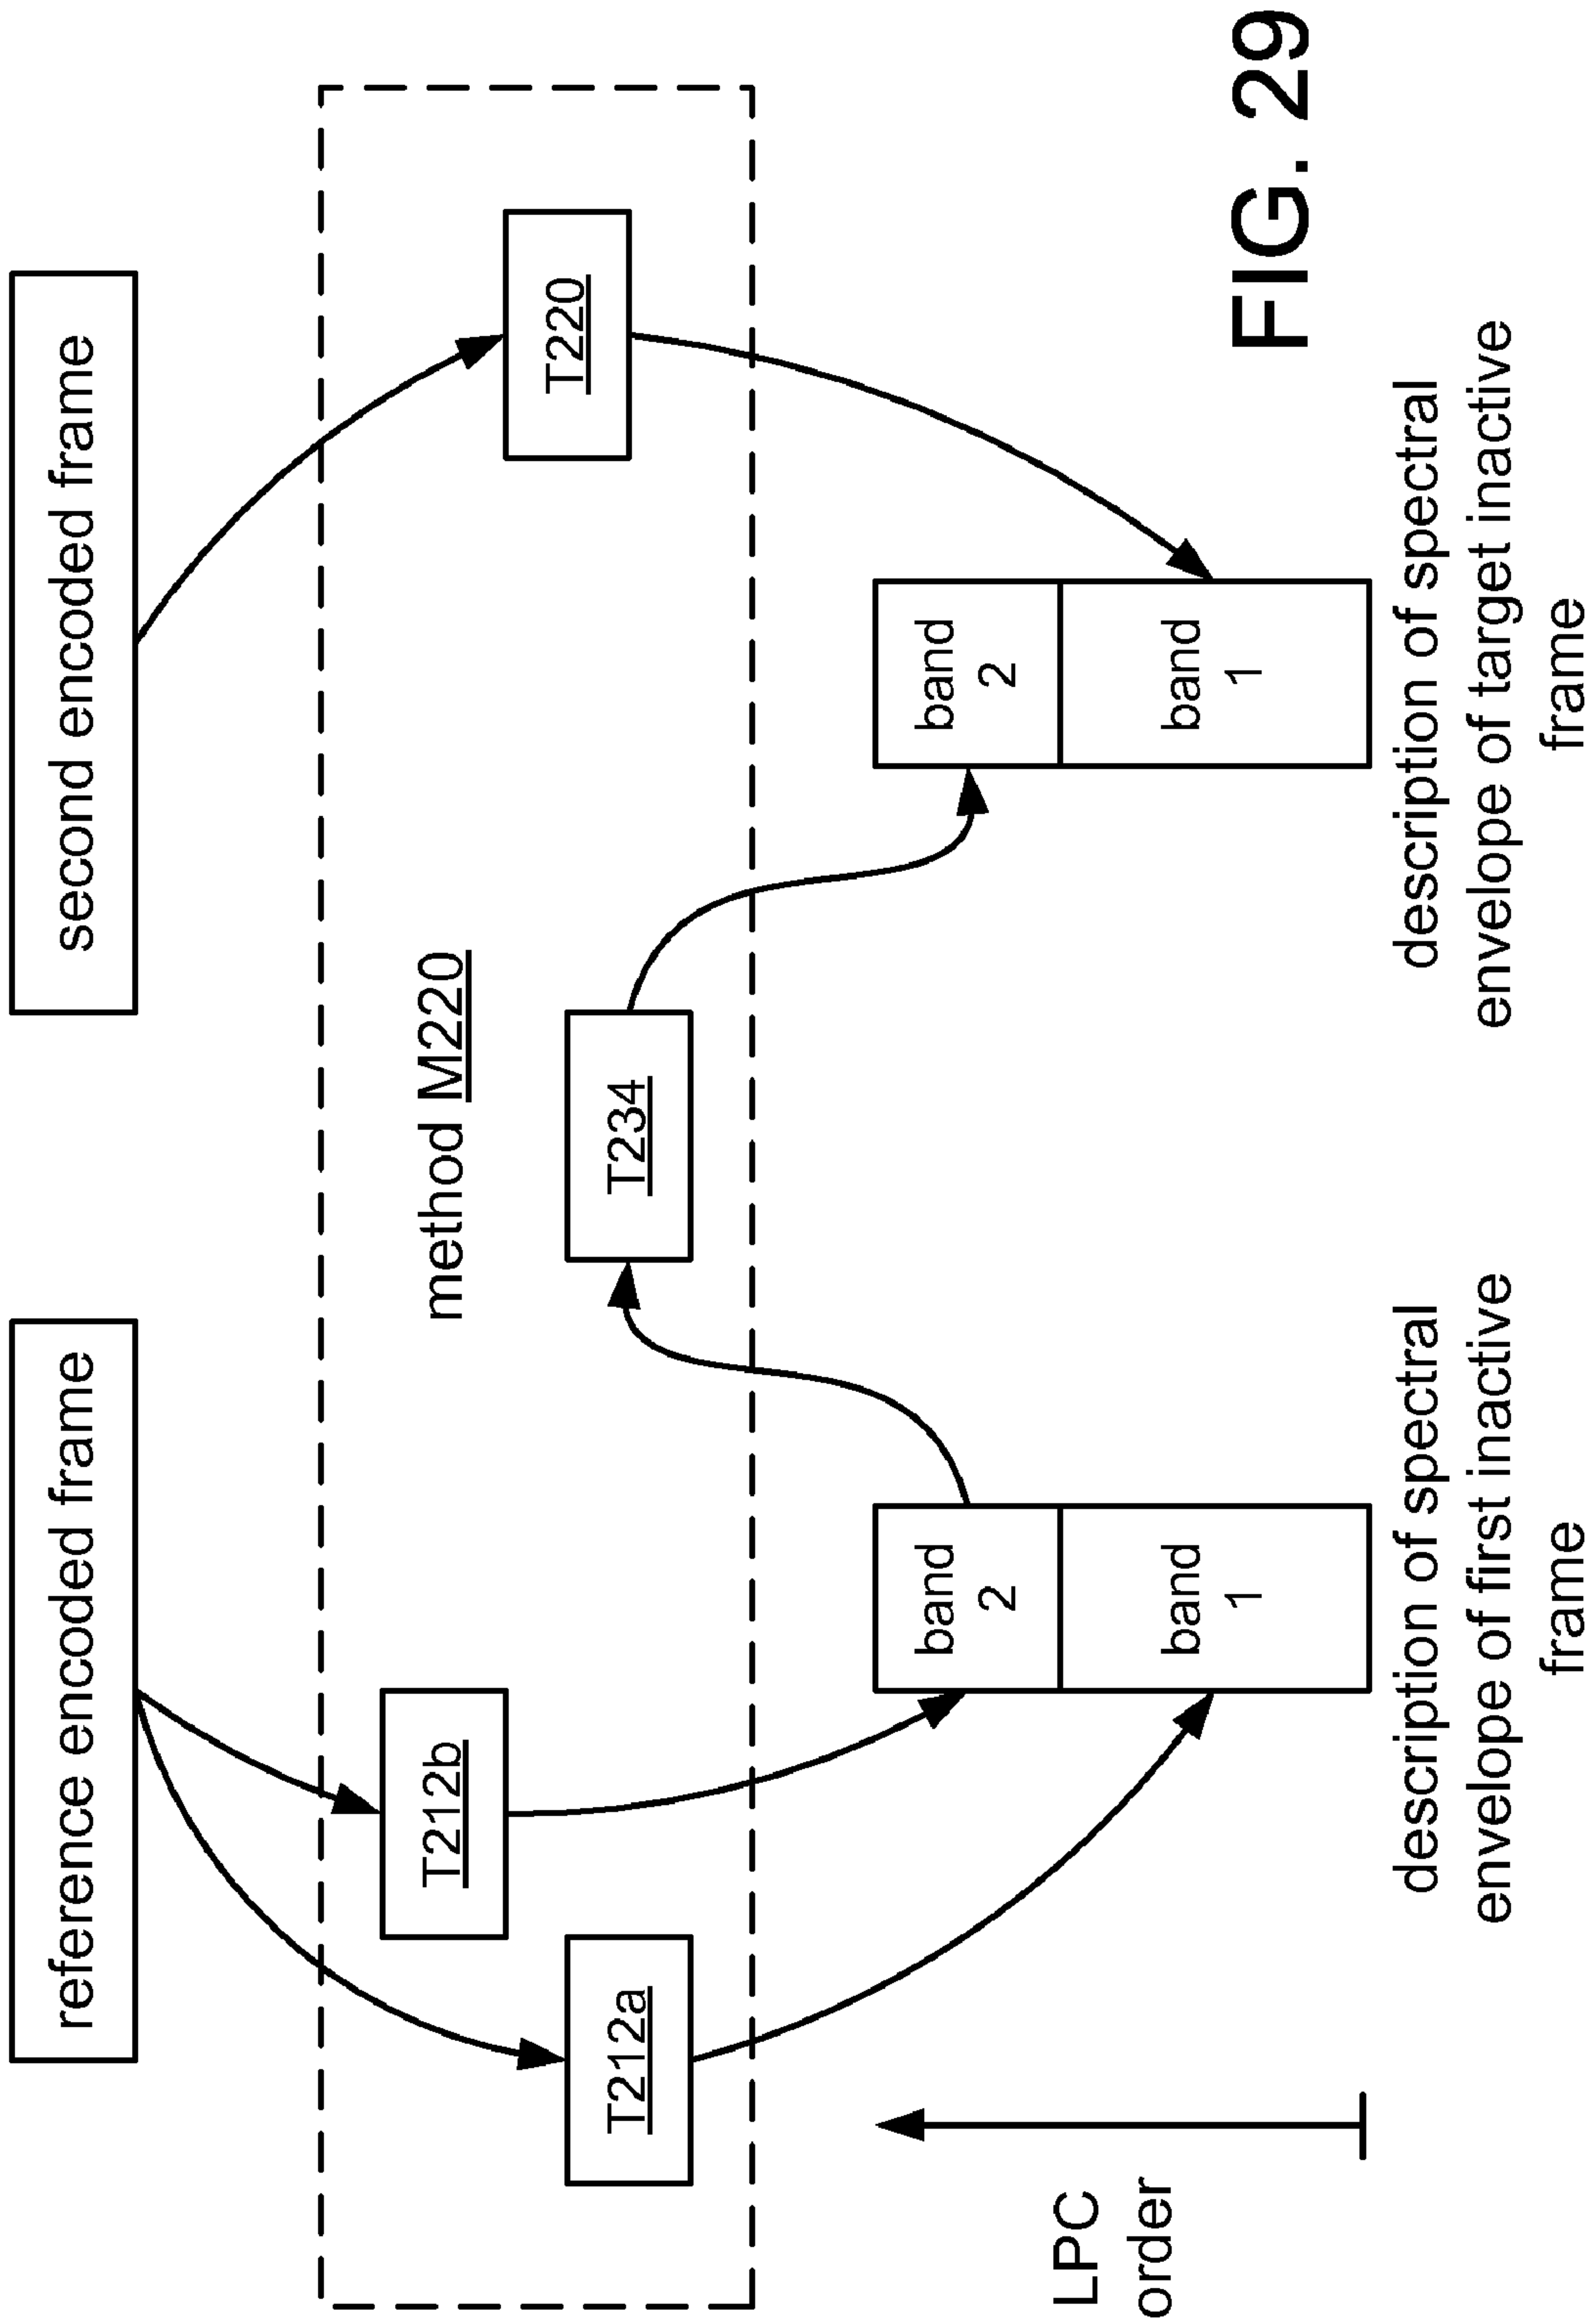 reference encoded frame
second encoded frame
method M220
T212b
T220
T212a
T234
band
2
band
1
band
2
band
1
LPC
order
description of spectral
envelope of first inactive
frame
description of spectral
envelope of target inactive
frame
FIG. 29